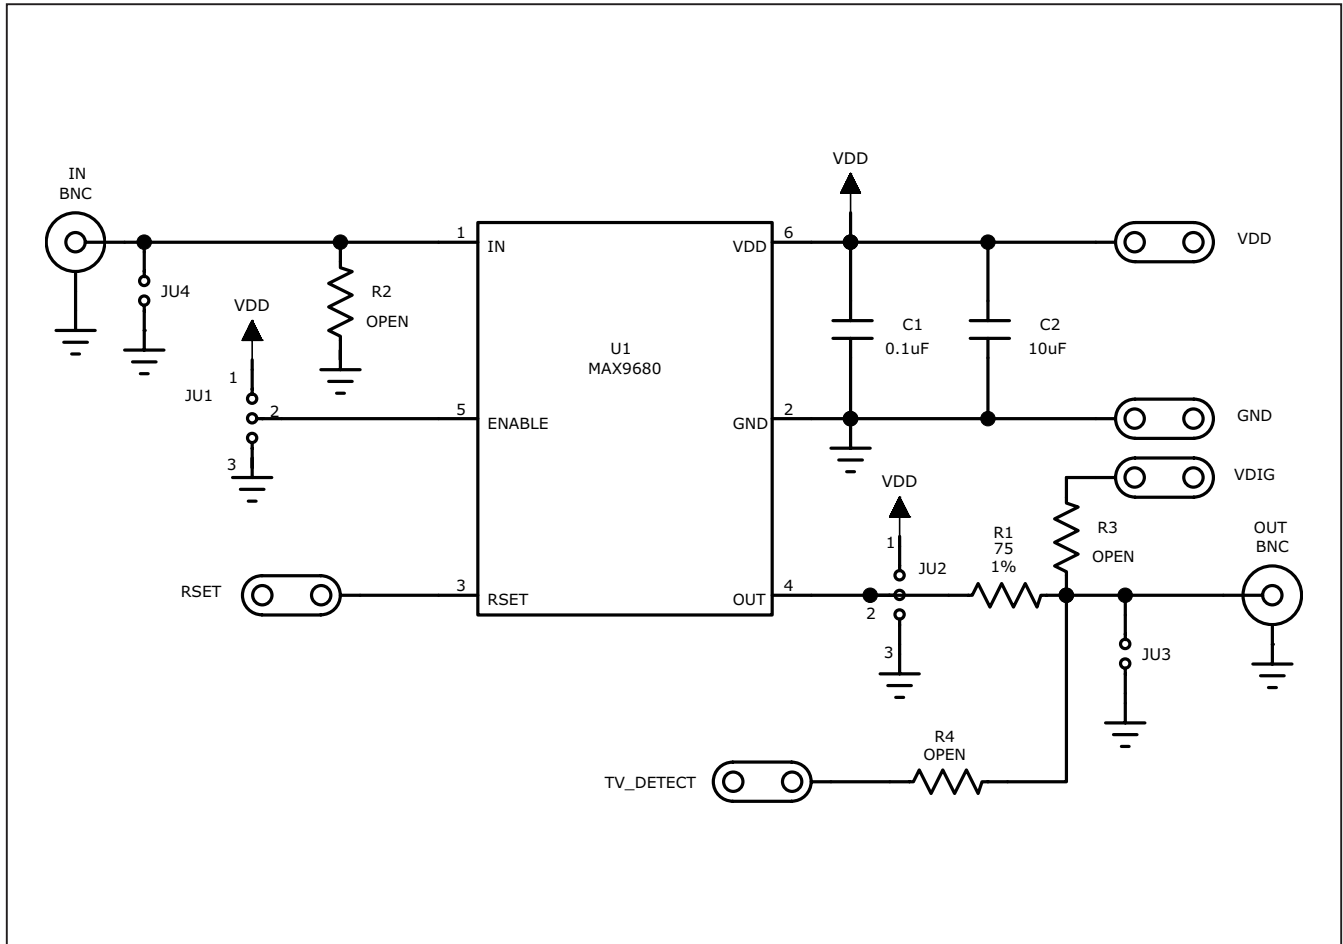 IN
BNC
VDD
1
IN
VDD
6
VDD
JU4
R2
OPEN
VDD
C1
0.1uF
C2
10uF
U1
MAX9680
1
JU1
2
5
ENABLE
GND
2
GND
3
VDIG
VDD
R1
75
1%
R3
OPEN
OUT
BNC
1
JU2
RSET
3
RSET
OUT
4
2
3
JU3
R4
OPEN
TV_DETECT